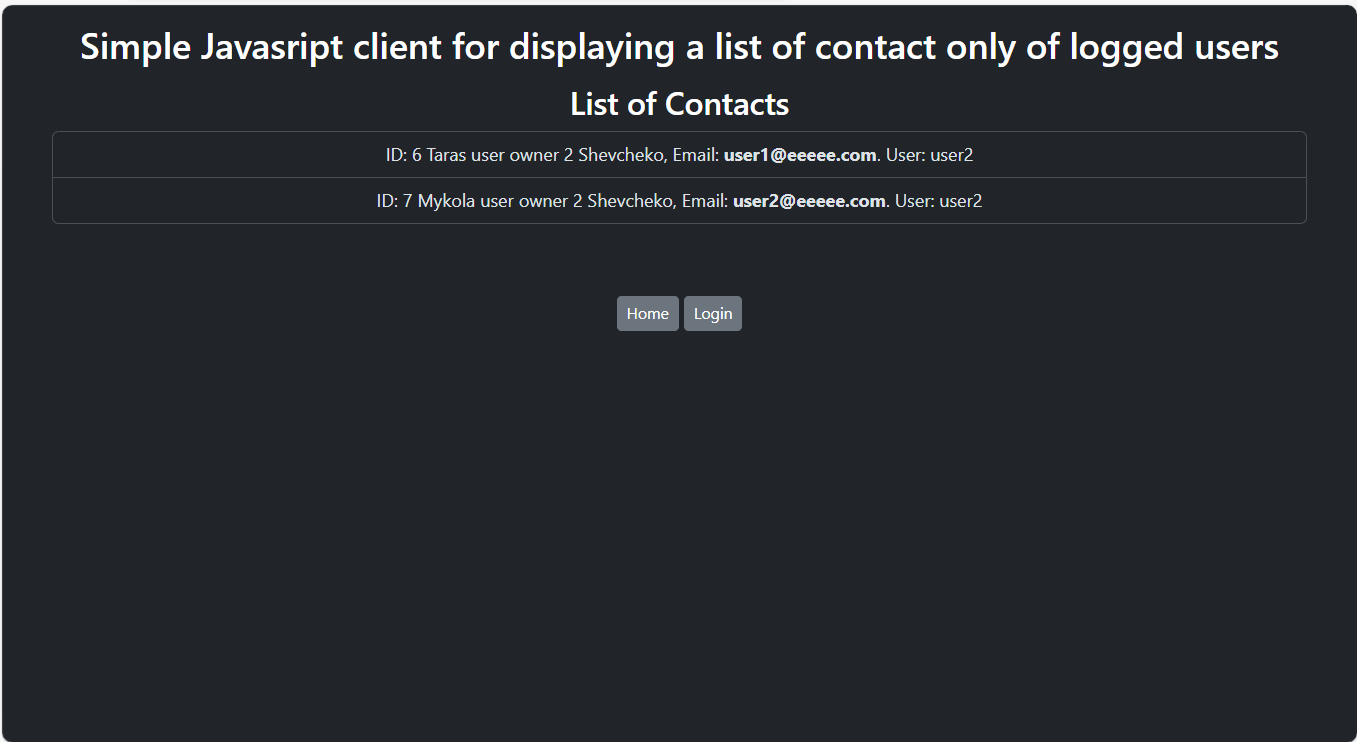 Simple Javasript client for displaying a list of contact only of logged users
List of Contacts
ID: 6 Taras user owner 2 Shevcheko, Email: user1@eeeee.com. User: user2
ID: 7 Mykola user owner 2 Shevcheko, Email: user2@eeeee.com. User: user2
Home Login